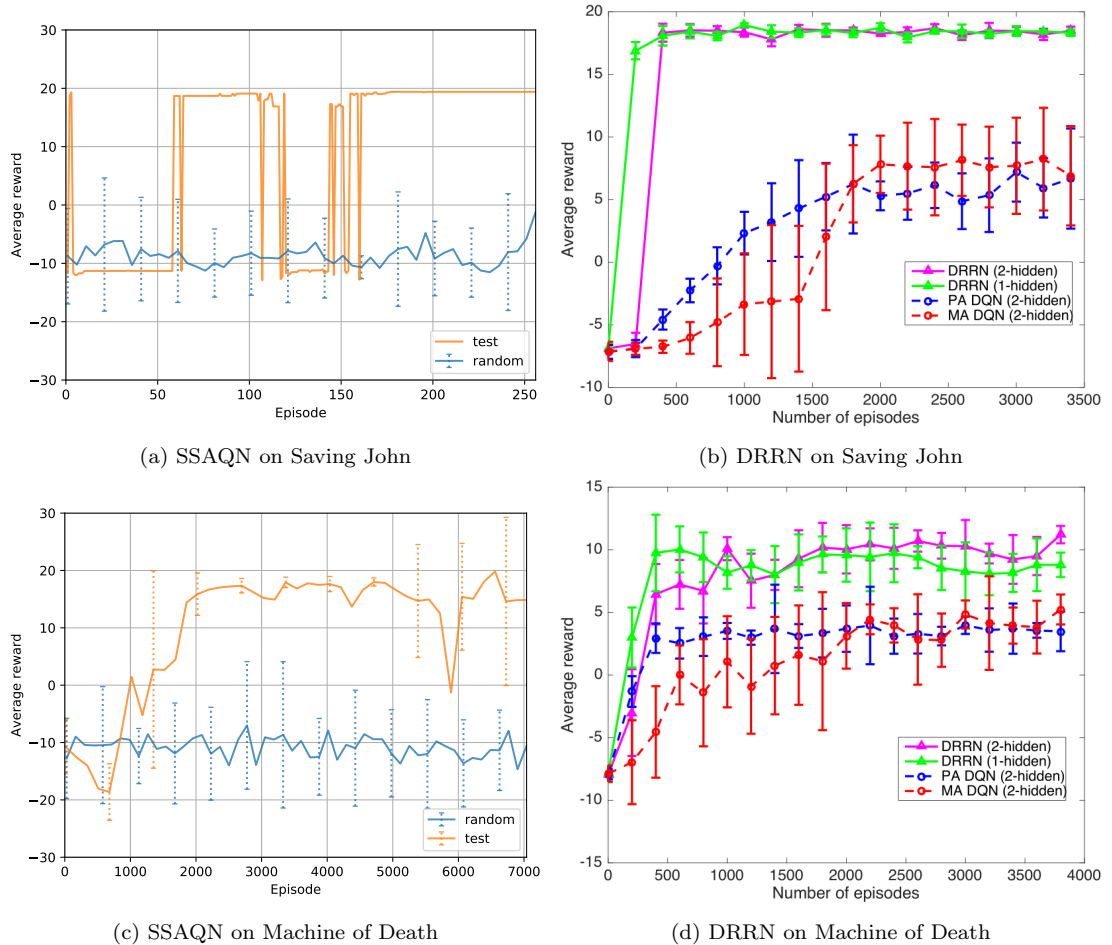 30
20
10
0
−10
−20
−30
Average reward
0
50
100
150
200
250
Episode
test
random
(a) SSAQN on Saving John
20
15
10
5
0
-5
-10
Average reward
0
500
1000
1500
2000
2500
3000
3500
Number of episodes
DRRN (2-hidden)
DRRN (1-hidden)
PA DQN (2-hidden)
MA DQN (2-hidden)
(b) DRRN on Saving John
30
20
10
0
−10
−20
−30
Average reward
0
1000
2000
3000
4000
5000
6000
7000
Episode
random
test
(c) SSAQN on Machine of Death
15
10
5
0
-5
-10
-15
Average reward
0
500
1000
1500
2000
2500
3000
3500
4000
Number of episodes
DRRN (2-hidden)
DRRN (1-hidden)
PA DQN (2-hidden)
MA DQN (2-hidden)
(d) DRRN on Machine of Death